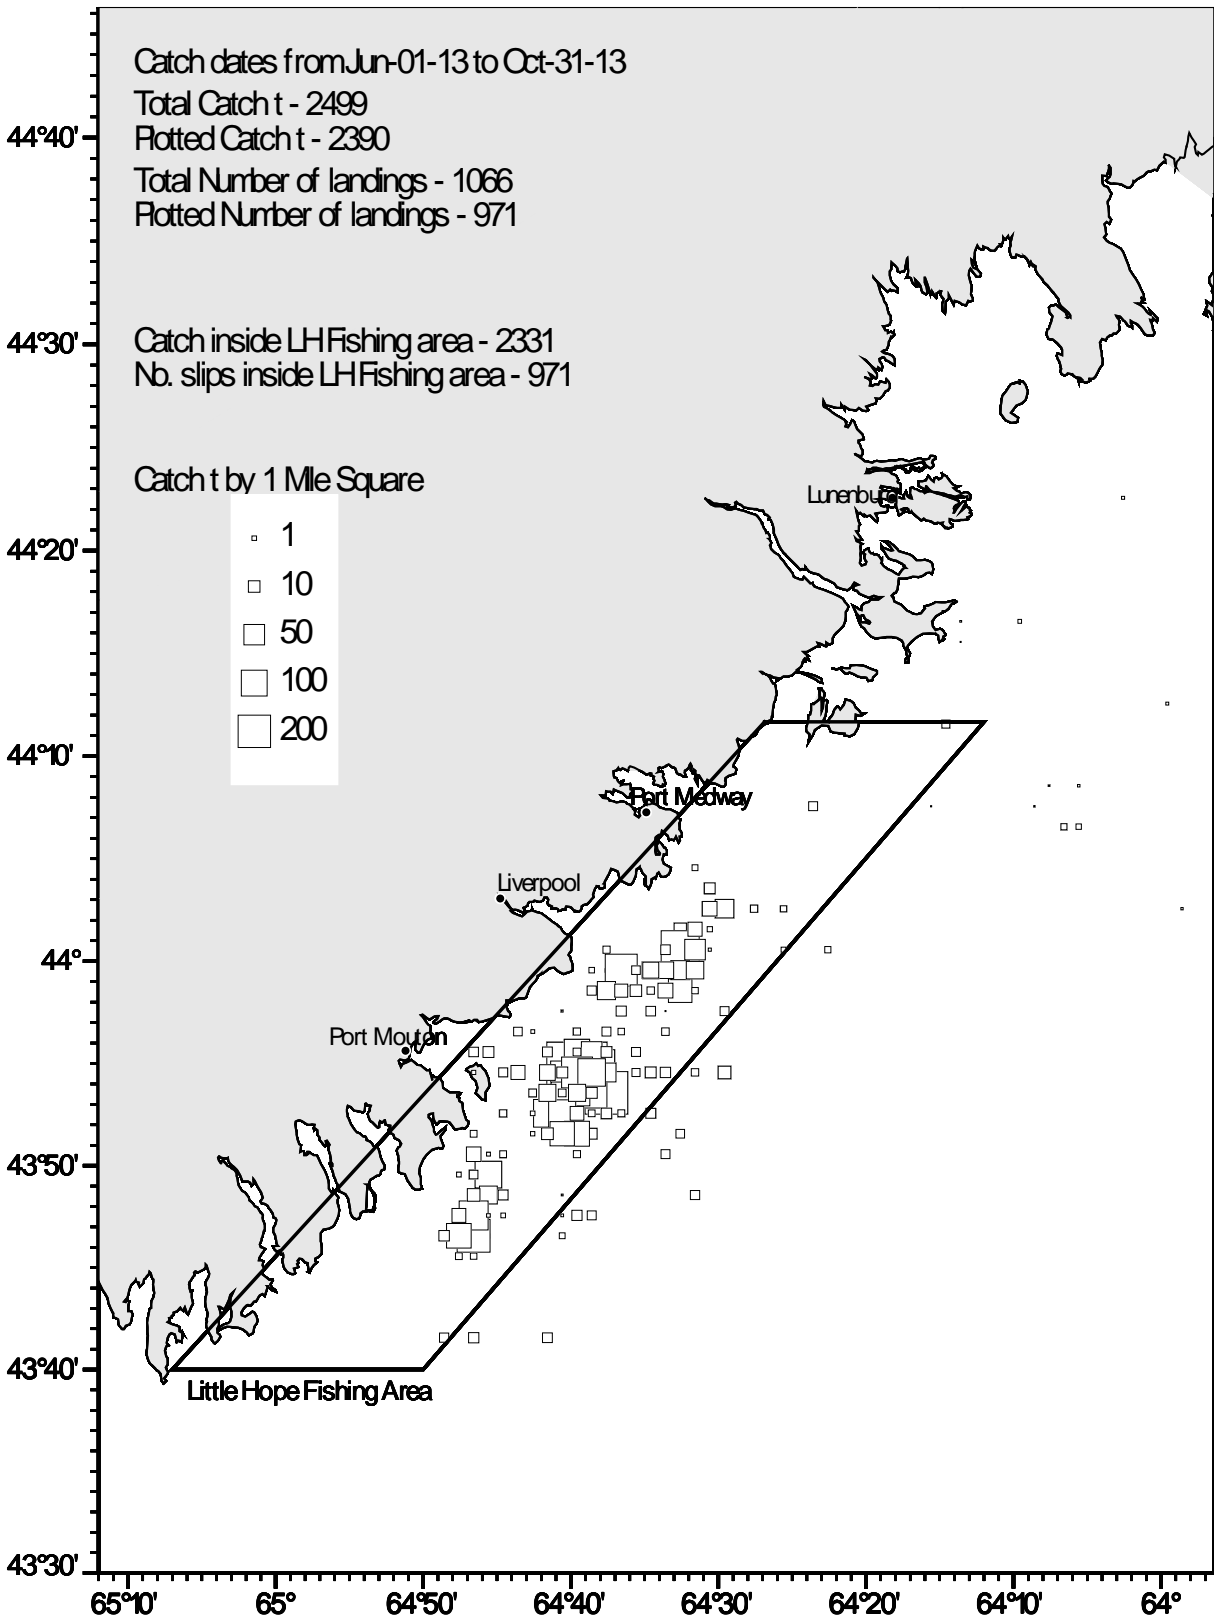 Catch dates from Jun-01-13 to Oct-31-13
Total Catch t - 2499
Plotted Catch t - 2390
Total Number of landings - 1066
Plotted Number of landings - 971
Catch inside LH Fishing area - 2331
No. slips inside LH Fishing area - 971
Catch t by 1 Mile Square
1
10
50
100
200
44°40'
44°30'
44°20'
44°10'
44°
43°50'
43°40'
43°30'
Lunenburg
Port Medway
Liverpool
Port Mouton
Little Hope Fishing Area
65°10' 65° 64°50' 64°40' 64°30' 64°20' 64°10' 64°